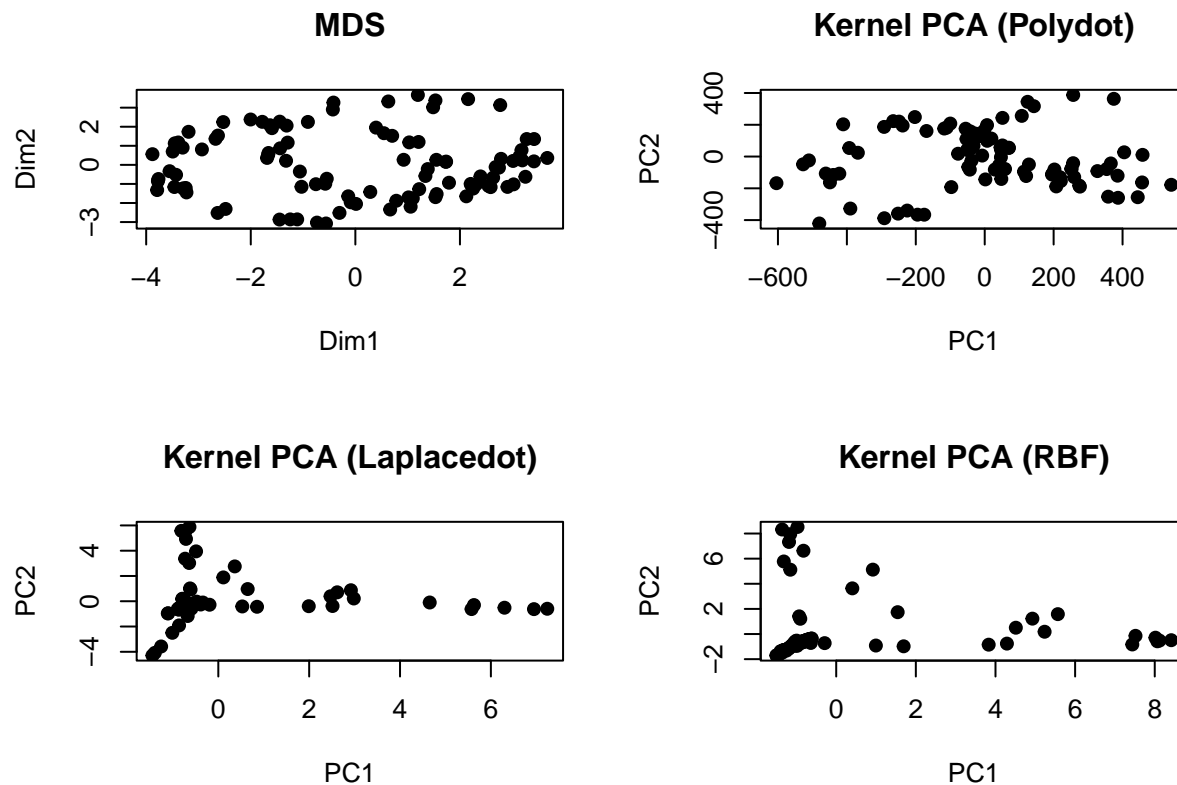 MDS
Dim2
2
0
−3
−4 −2 0 2
Dim1
Kernel PCA (Polydot)
PC2
400
0
−400
−600 −200 0 200 400
PC1
Kernel PCA (Laplacedot)
PC2
4
0
−4
0 2 4 6
PC1
Kernel PCA (RBF)
PC2
6
2
−2
0 2 4 6 8
PC1